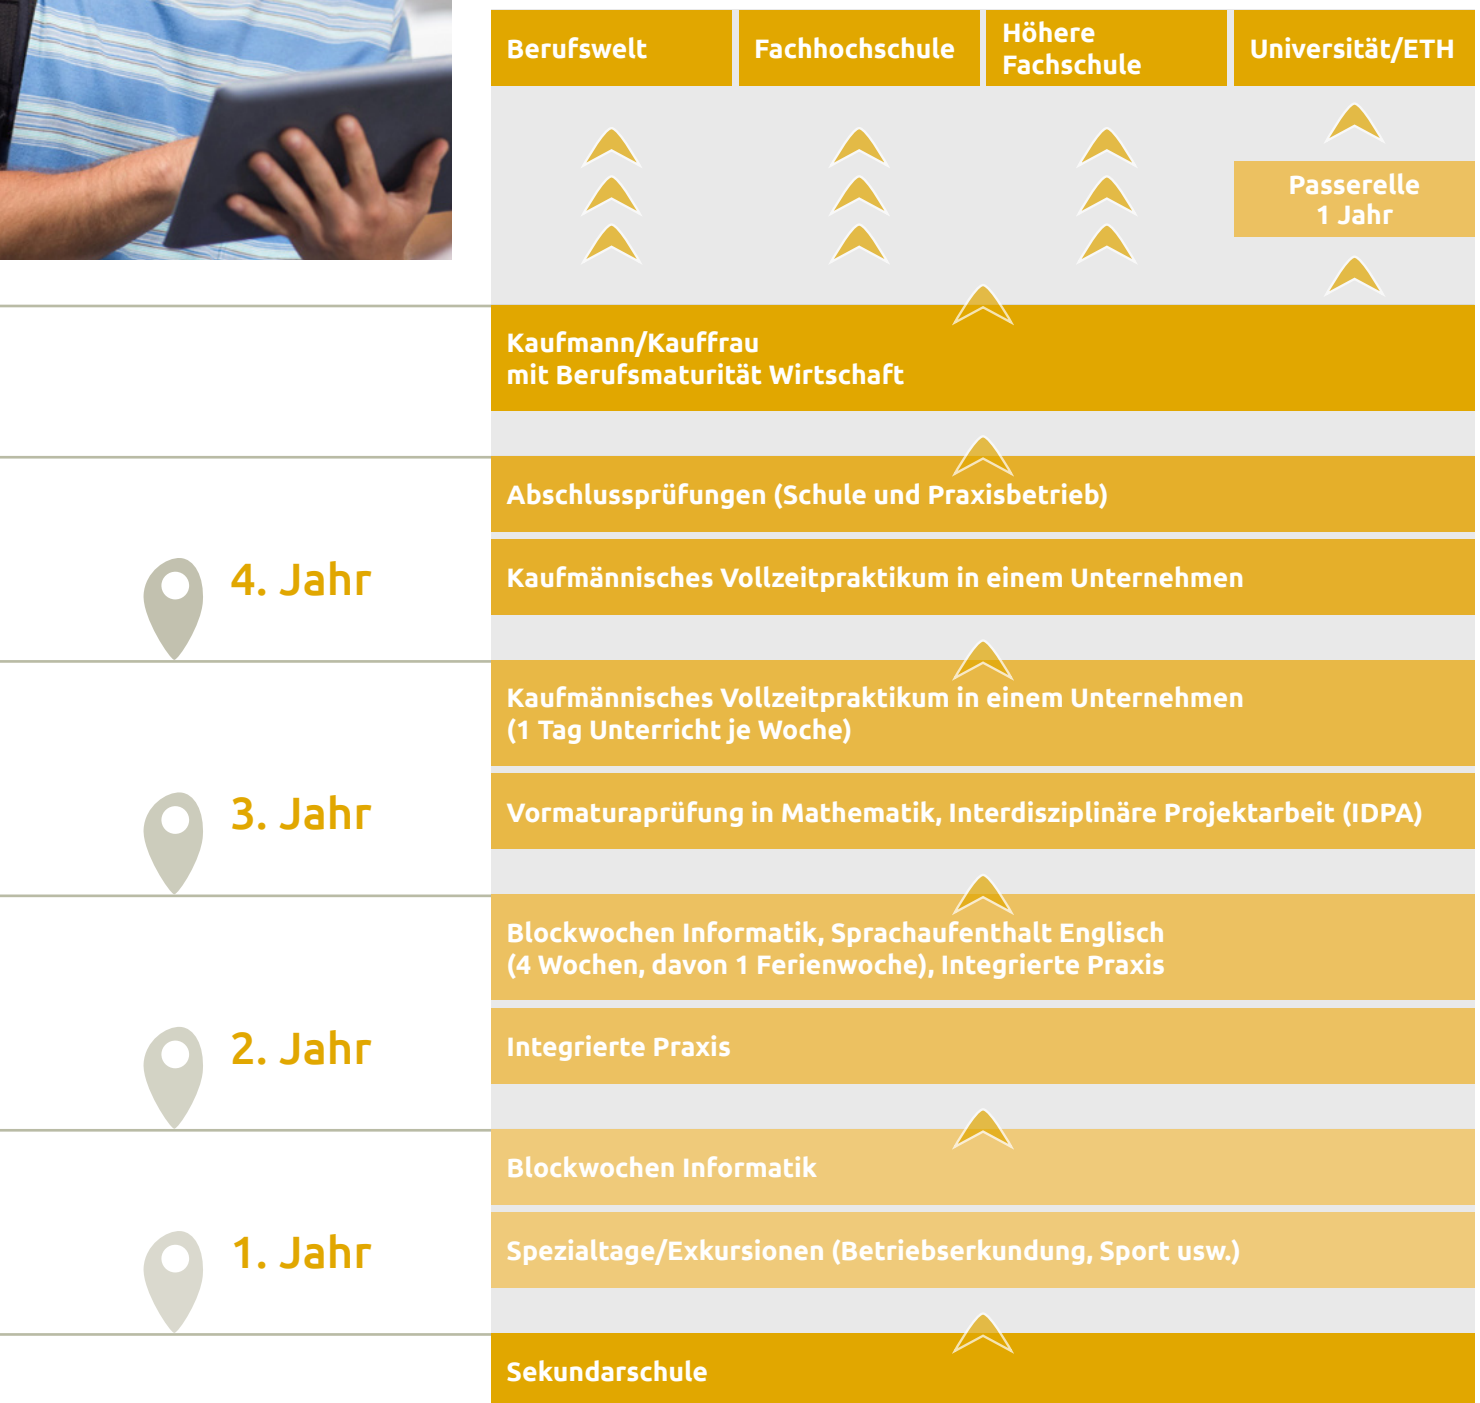 Berufswelt
Fachhochschule
Höhere
Fachschule
Universität/ETH
Passerelle
1 Jahr
Kaufmann/Kauffrau
mit Berufsmaturität Wirtschaft
Abschlussprüfungen (Schule und Praxisbetrieb)
4. Jahr
Kaufmännisches Vollzeitpraktikum in einem Unternehmen
Kaufmännisches Vollzeitpraktikum in einem Unternehmen
(1 Tag Unterricht je Woche)
3. Jahr
Vormaturaprüfung in Mathematik, Interdisziplinäre Projektarbeit (IDPA)
Blockwochen Informatik, Sprachaufenthalt Englisch
(4 Wochen, davon 1 Ferienwoche), Integrierte Praxis
2. Jahr
Integrierte Praxis
Blockwochen Informatik
1. Jahr
Spezialtage/Exkursionen (Betriebserkundung, Sport usw.)
Sekundarschule